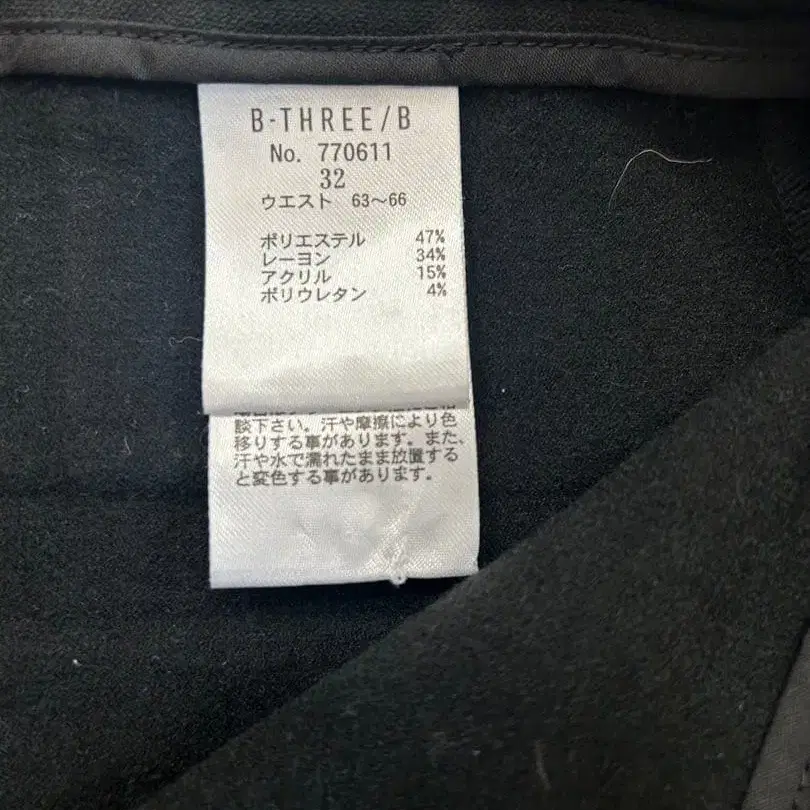 B-THREE/B
No. 770611
32
ウエスト 63～66
ポリエステル 47%
レーヨン 34%
アクリル 15%
ポリウレタン 4%
談下さい。汗や摩擦により色
移りする事があります。また、
汗や水で濡れたまま放置する
と変色する事があります。